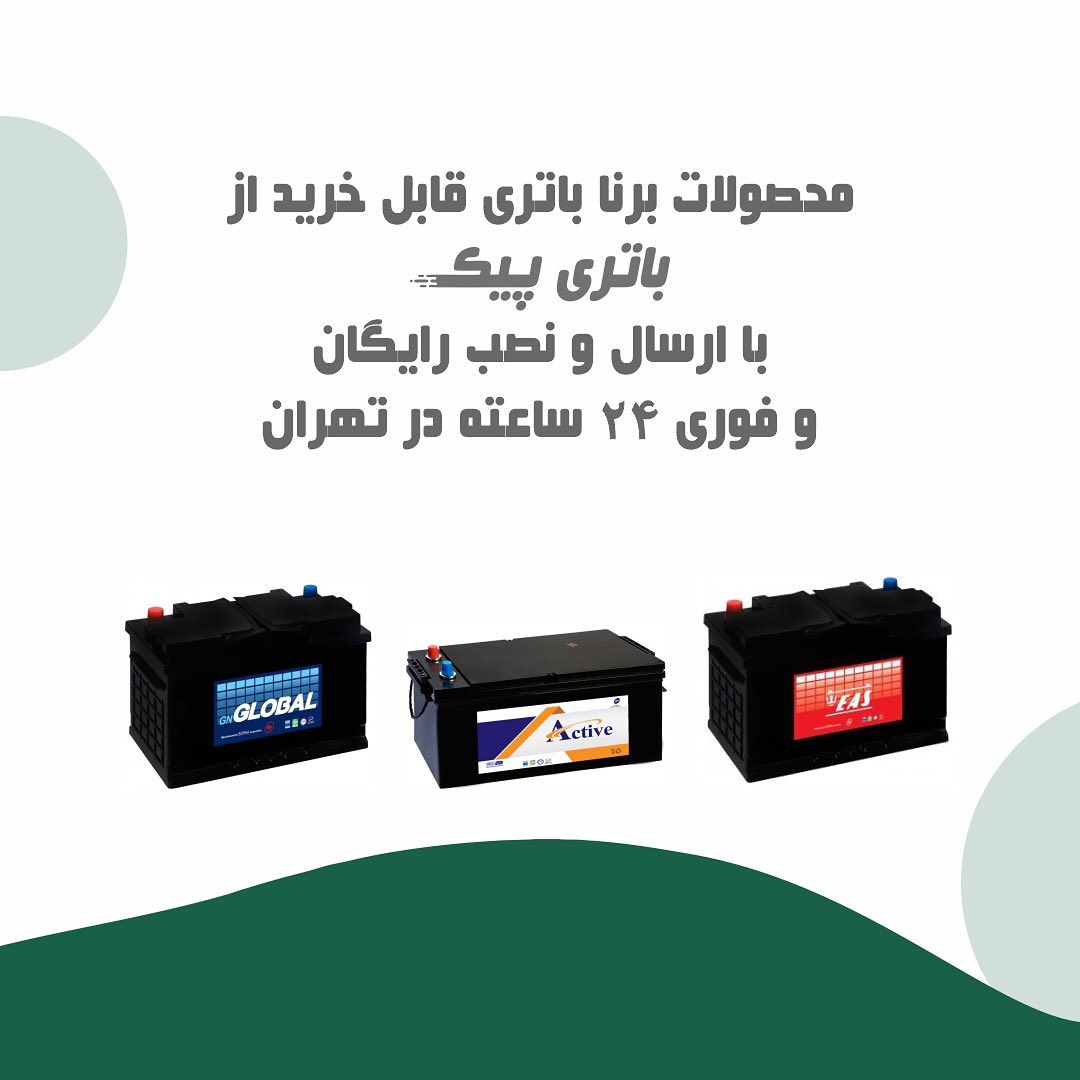 محصولات برنا باتری قابل خرید از
باتری پیک
با ارسال و نصب رایگان
و فوری ۲۴ ساعته در تهران
GN GLOBAL
Active
EAS